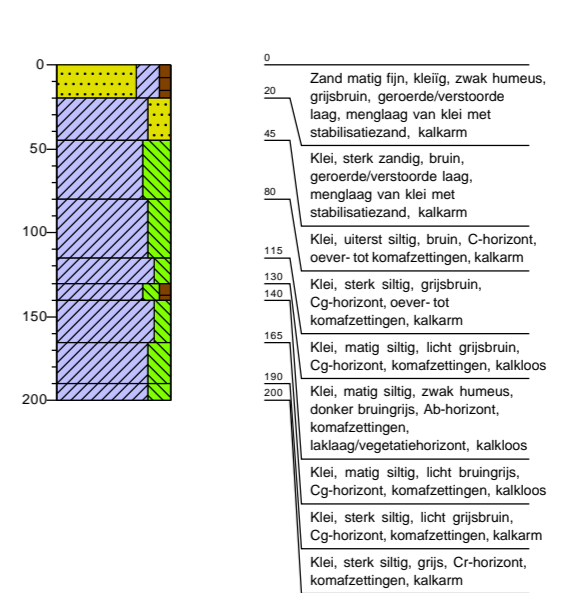 0
50
100
150
200
0
Zand matig fijn, kleiïg, zwak humeus,
grijsbruin, geroerde/verstoorde
laag, menglaag van klei met
stabilisatiezand, kalkarm
20
Klei, sterk zandig, bruin,
geroerde/verstoorde laag,
menglaag van klei met
stabilisatiezand, kalkarm
45
Klei, uiterst siltig, bruin, C-horizont,
oever- tot komafzettingen, kalkarm
80
Klei, sterk siltig, grijsbruin,
Cg-horizont, oever- tot
komafzettingen, kalkarm
115
Klei, matig siltig, licht grijsbruin,
Cg-horizont, komafzettingen, kalkloos
130
Klei, matig siltig, zwak humeus,
donker bruingrijs, Ab-horizont,
komafzettingen,
laklaag/vegetatiehorizont, kalkloos
140
Klei, matig siltig, licht bruingrijs,
Cg-horizont, komafzettingen, kalkloos
165
Klei, sterk siltig, licht grijsbruin,
Cg-horizont, komafzettingen, kalkarm
190
Klei, sterk siltig, grijs, Cr-horizont,
komafzettingen, kalkarm
200